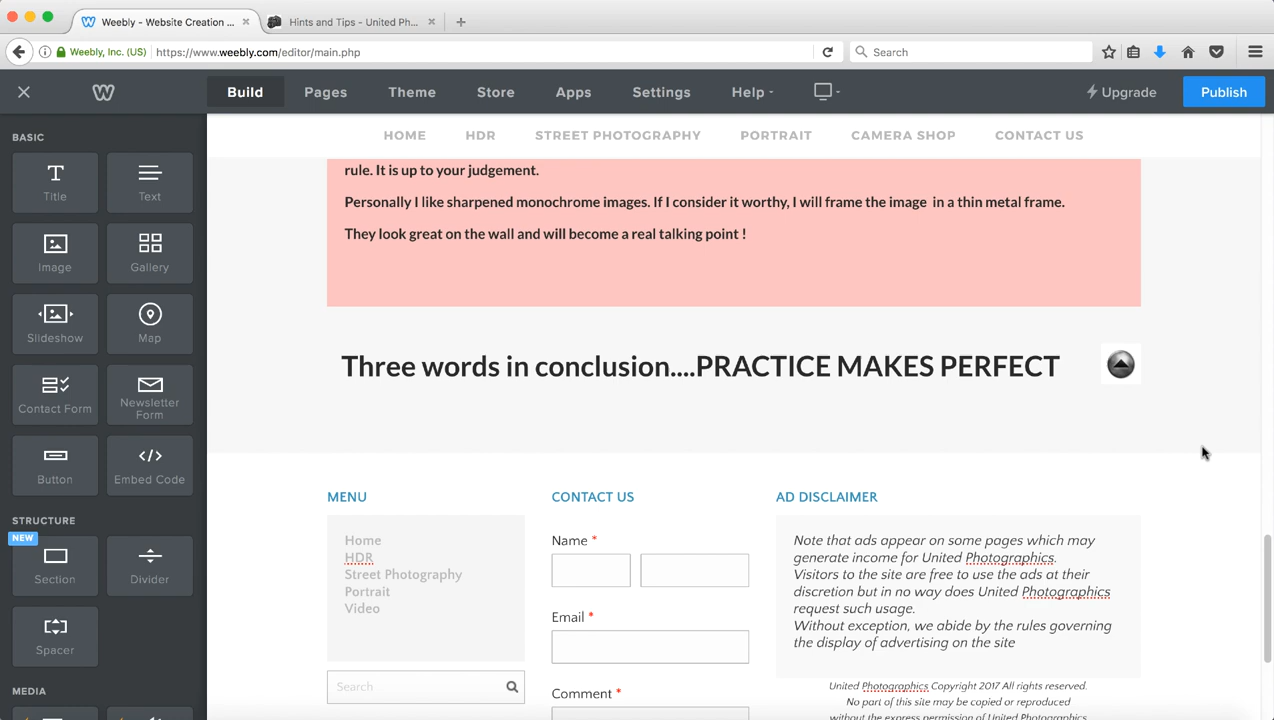 Weebly - Website Creation ...
Hints and Tips - United Ph...
Weebly, Inc. (US)
https://www.weebly.com/editor/main.php
Search
Build
Pages
Theme
Store
Apps
Settings
Help
Upgrade
Publish
HOME
HDR
STREET PHOTOGRAPHY
PORTRAIT
CAMERA SHOP
CONTACT US
BASIC
Title
Text
Image
Gallery
Slideshow
Map
Contact Form
Newsletter
Form
Button
Embed Code
STRUCTURE
NEW
Section
Divider
Spacer
MEDIA
rule. It is up to your judgement.
Personally I like sharpened monochrome images. If I consider it worthy, I will frame the image in a thin metal frame.
They look great on the wall and will become a real talking point !
Three words in conclusion....PRACTICE MAKES PERFECT
MENU
Home
HDR
Street Photography
Portrait
Video
Search
CONTACT US
Name *
Email *
Comment *
AD DISCLAIMER
Note that ads appear on some pages which may
generate income for United Photographics.
Visitors to the site are free to use the ads at their
discretion but in no way does United Photographics
request such usage.
Without exception, we abide by the rules governing
the display of advertising on the site
United Photographics Copyright 2017 All rights reserved.
No part of this site may be copied or reproduced
without the express permission of United Photographics